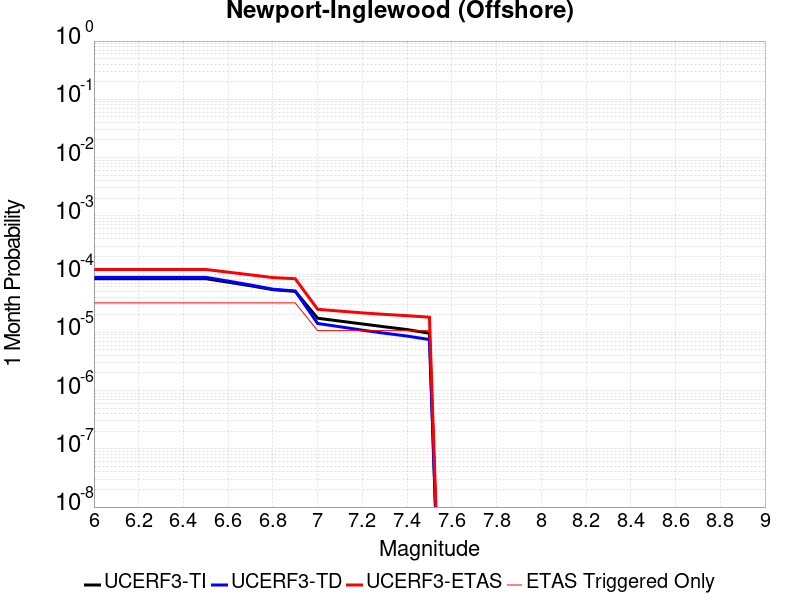 Newport-Inglewood (Offshore)
10^0
10^-1
10^-2
10^-3
10^-4
10^-5
10^-6
10^-7
10^-8
1 Month Probability
6 6.2 6.4 6.6 6.8 7 7.2 7.4 7.6 7.8 8 8.2 8.4 8.6 8.8 9
Magnitude
UCERF3-TI UCERF3-TD UCERF3-ETAS ETAS Triggered Only